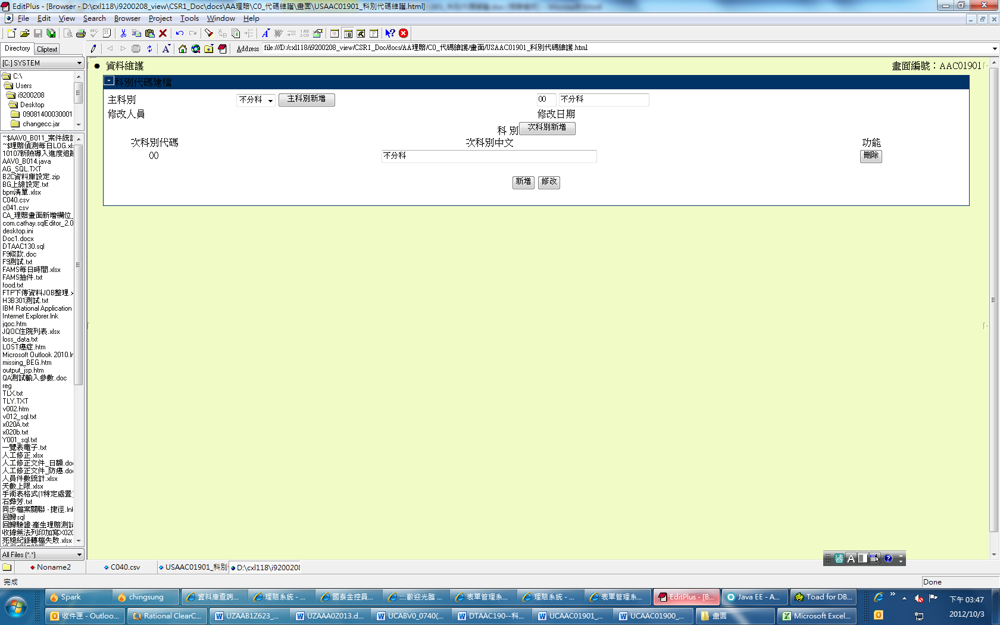 EditPlus - [Browser - D:\cxl118\i9200208_view\CSR1_Doc\docs\AA理賠\C0_代碼維護\畫面\USAAC01901_科別代碼維護.html]
File Edit View Search Browser Project Tools Window Help
Directory Cliptext
Address file:///D:/cxl118/i9200208_view/CSR1_Doc/docs/AA理賠/C0_代碼維護/畫面/USAAC01901_科別代碼維護.html
[C:] SYSTEM
C:\
Users
i9200208
Desktop
09081400030001
changecc.jar
~$AAV0_B011_案件統計
~$理賠偵測每日LOG.xl
10107新險導入進度追蹤
AAV0_B014.java
AG_SQL.TXT
B2C資料庫設定.zip
BG上線設定.txt
bpm清單.xlsx
C040.csv
c041.csv
CA_理賠畫面新增欄位_
com.cathay.sqlEditor_2.0
desktop.ini
Doc1.docx
DTAAC130.sql
F9條款.doc
F9測試.txt
FAMS每日時間.xlsx
FAMS抽件.txt
food.txt
FTP下傳資料JOB整理.x
H3B301測試.txt
IBM Rational Application
Internet Explorer.lnk
jqoc.htm
JQOC住院列表.xlsx
loss_data.txt
LOST癌症.htm
Microsoft Outlook 2010.ln
missing_BEG.htm
output_jsp.htm
QA測試輸入參數.doc
reg
TLX.txt
TLY.TXT
v002.htm
v012_sql.txt
x020A.txt
x020b.txt
Y001_sql.txt
一覽表電子.txt
人工修正.xlsx
人工修正文件_日額.do
人工修正文件_防癌.do
人員件數統計.xlsx
天數上限.xlsx
手術表格式(1特定處置)
石彝芳.txt
同步檔案關聯 - 捷徑.lnk
回歸sql
回歸驗證-產生理賠測試
收據無法列印加寫X020
死殘紀錄轉檔失敗.xlsx
All Files (*.*)
● 資料維護 畫面編號：AAC01901
- 科別代碼建檔
主科別 不分科 主科別新增 00 不分科
修改人員 修改日期
科 別 次科別新增
次科別代碼 次科別中文 功能
00 不分科 刪除
新增 修改
Noname2 C040.csv USAAC01901_科別 D:\cxl118\i9200208
完成 Done
Spark chingsung 資料庫查詢... 理賠系統 - ... 國泰金控員... ::::歡迎光臨 ... 表單管理系... 理賠系統 - ... 表單管理系... EditPlus - [B... Java EE - A... Toad for DB... 下午 03:47
收件匣 - Outloo... Rational ClearC... UZAAB1Z623_... UZAAA0Z013.d... UCABV0_0740(... DTAAC190--科... UCAAC01901_... UCAAC01900_... 畫面 Microsoft Excel... 2012/10/3